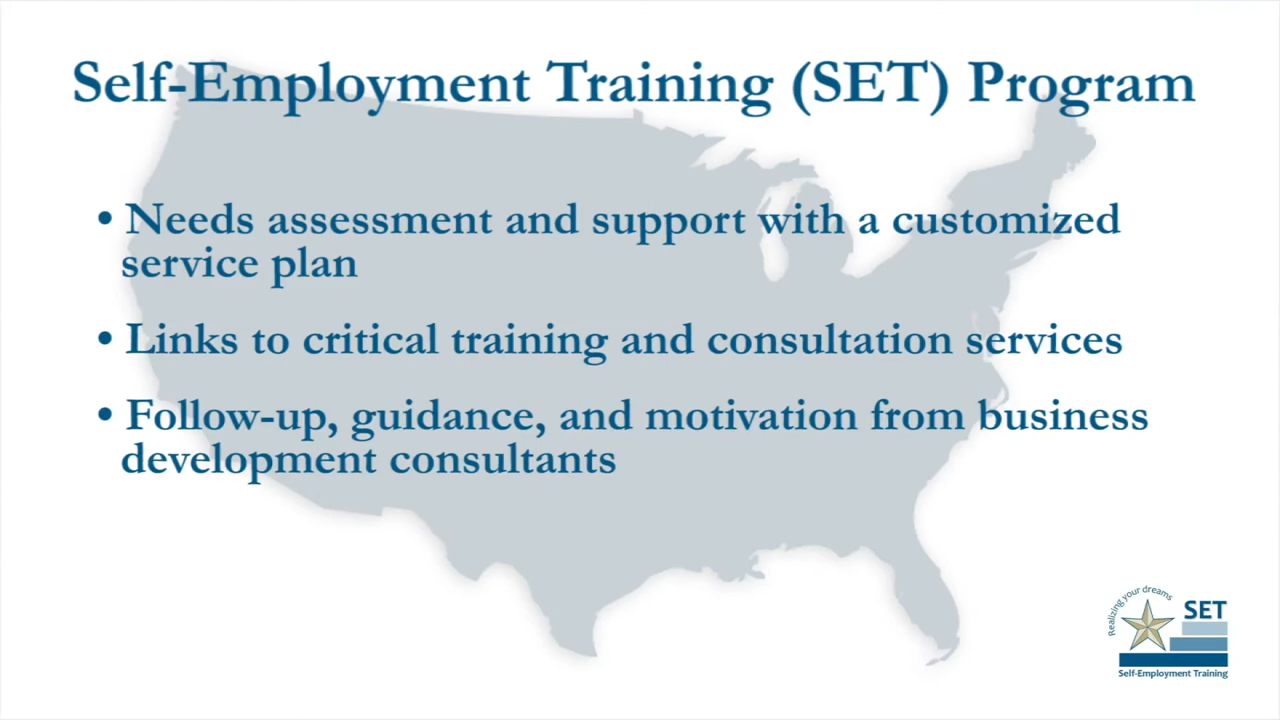 Self-Employment Training (SET) Program
• Needs assessment and support with a customized
service plan
• Links to critical training and consultation services
• Follow-up, guidance, and motivation from business
development consultants
Realizing your dreams
SET
Self-Employment Training